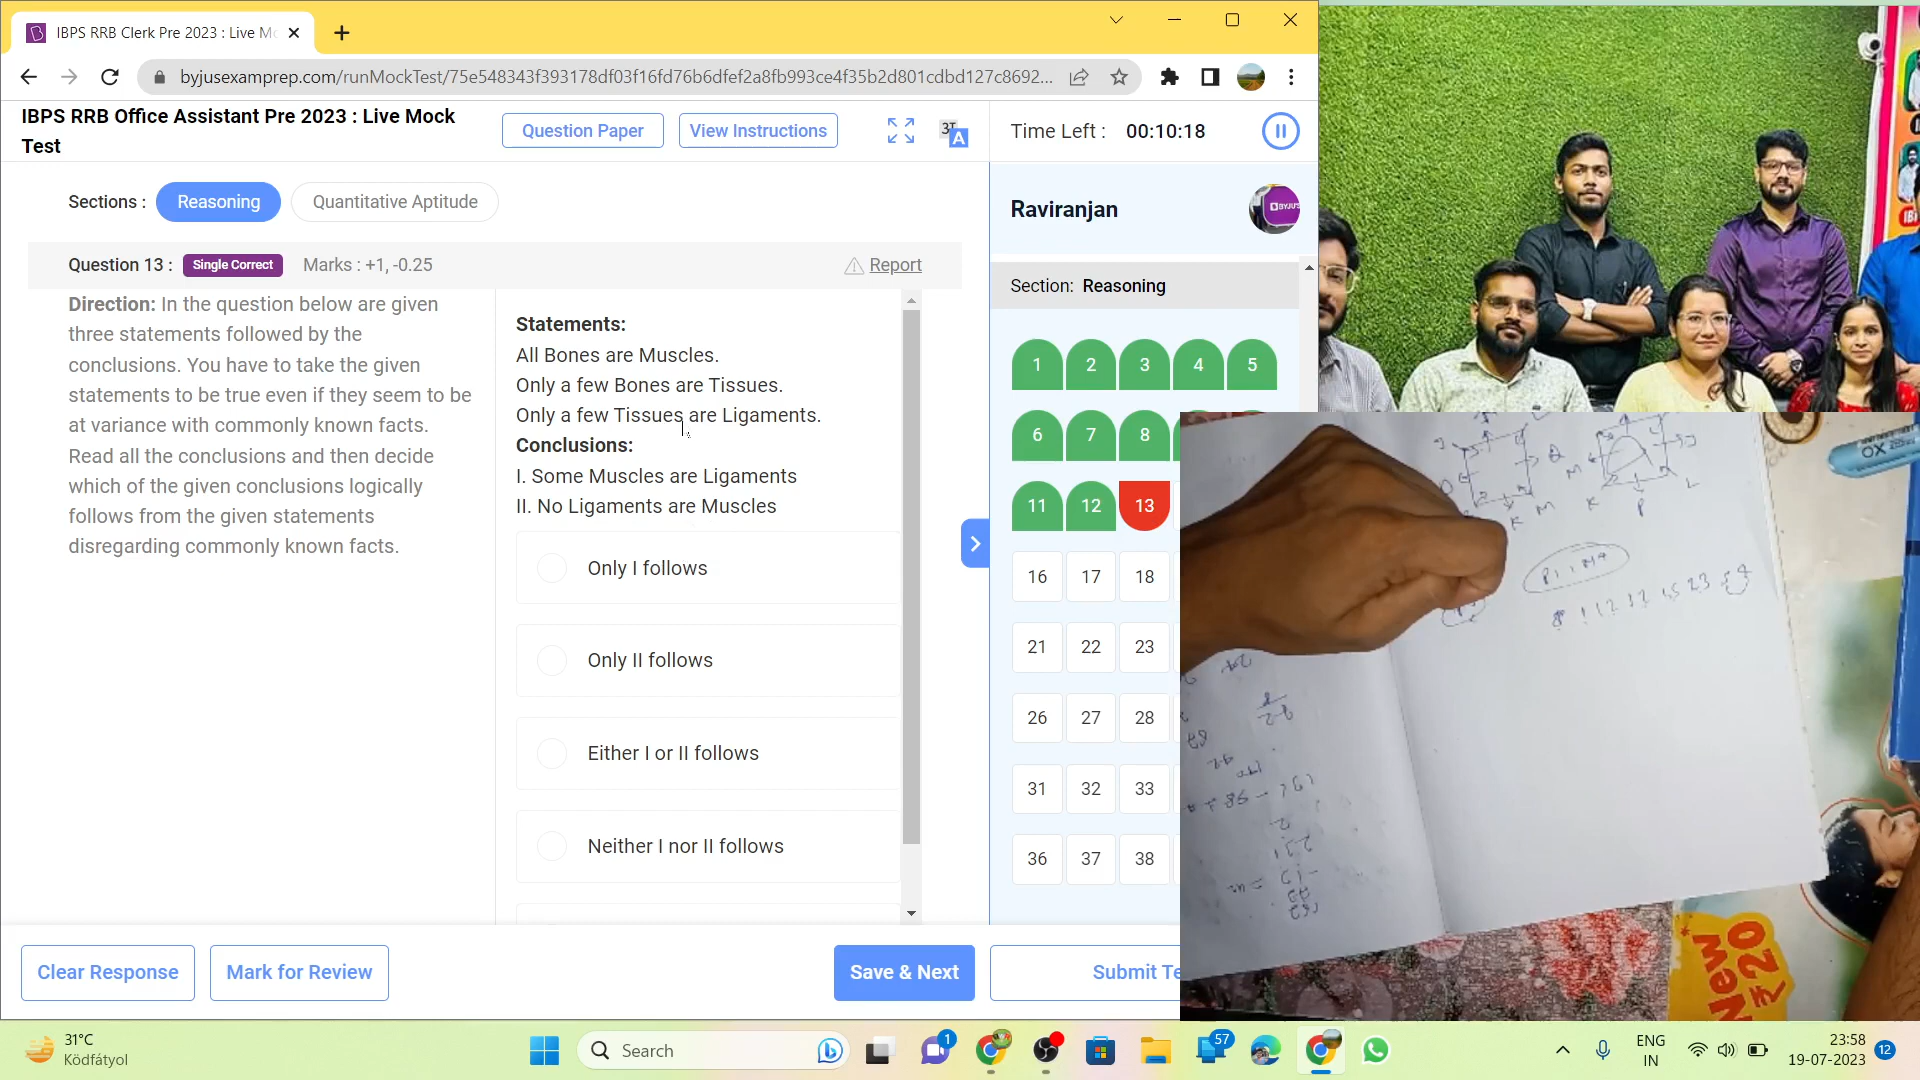 IBPS RRB Clerk Pre 2023 : Live Mo
byjusexamprep.com/runMockTest/75e548343f393178df03f16fd76b6dfef2a8fb993ce4f35b2d801cdbd127c8692...
IBPS RRB Office Assistant Pre 2023 : Live Mock
Test
Question Paper
View Instructions
Time Left : 00:10:18
Sections : Reasoning Quantitative Aptitude
Raviranjan
BYJU'S
Question 13 : Single Correct Marks : +1, -0.25 Report
Section: Reasoning
Direction: In the question below are given
three statements followed by the
conclusions. You have to take the given
statements to be true even if they seem to be
at variance with commonly known facts.
Read all the conclusions and then decide
which of the given conclusions logically
follows from the given statements
disregarding commonly known facts.
Statements:
All Bones are Muscles.
Only a few Bones are Tissues.
Only a few Tissues are Ligaments.
Conclusions:
I. Some Muscles are Ligaments
II. No Ligaments are Muscles
Only I follows
Only II follows
Either I or II follows
Neither I nor II follows
1 2 3 4 5
6 7 8
11 12 13
16 17 18
21 22 23
26 27 28
31 32 33
36 37 38
Clear Response
Mark for Review
Save & Next
Submit Te
OX
New
₹20
31°C
Ködfátyol
Search
1
57
ENG
IN
23:58
19-07-2023
12